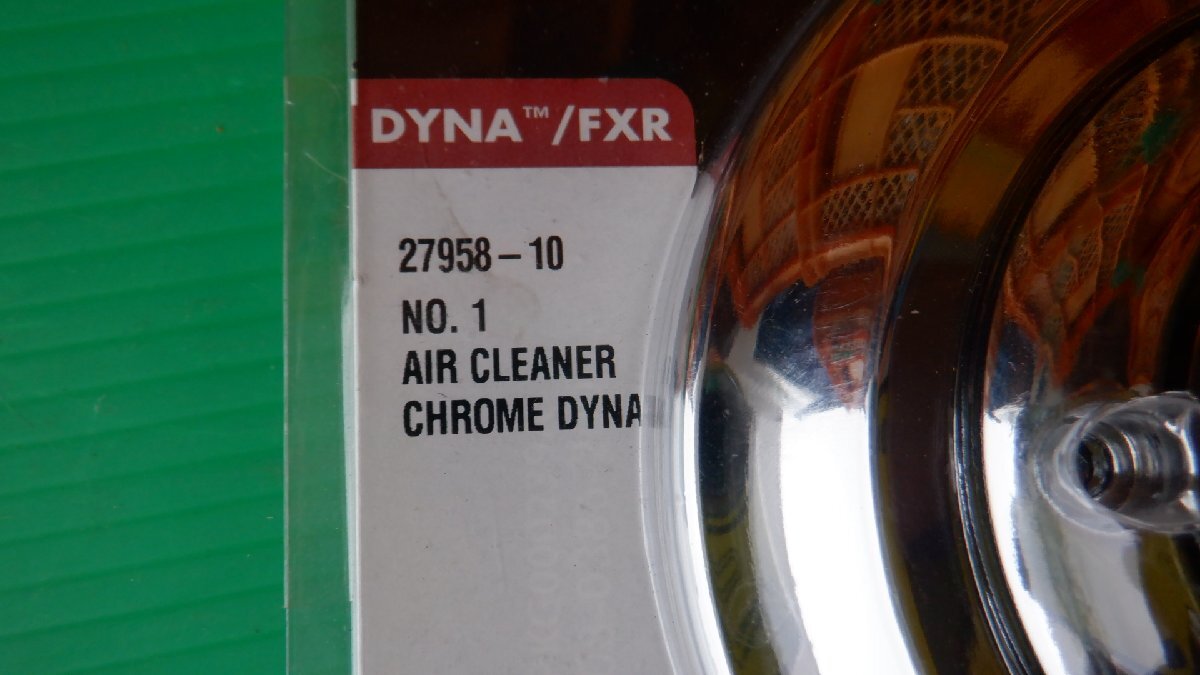 DYNA™/FXR
27958-10
NO. 1
AIR CLEANER
CHROME DYNA